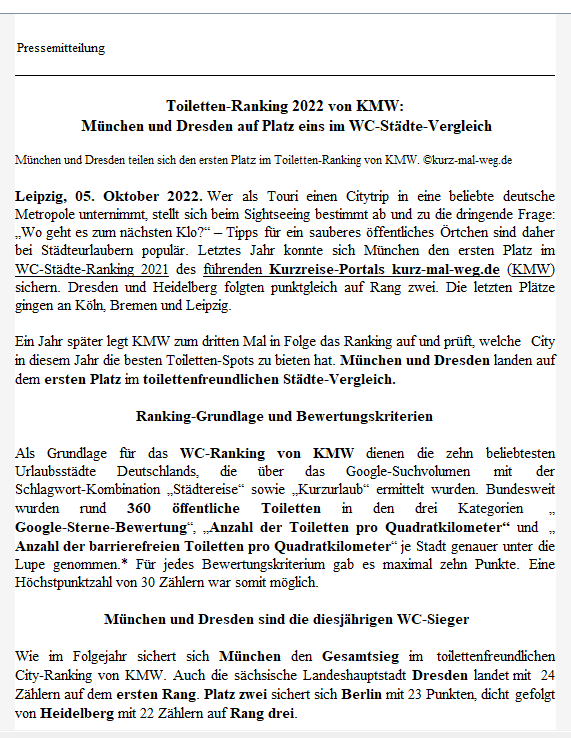 Pressemitteilung
Toiletten-Ranking 2022 von KMW:
München und Dresden auf Platz eins im WC-Städte-Vergleich
München und Dresden teilen sich den ersten Platz im Toiletten-Ranking von KMW. ©kurz-mal-weg.de
Leipzig, 05. Oktober 2022. Wer als Touri einen Citytrip in eine beliebte deutsche
Metropole unternimmt, stellt sich beim Sightseeing bestimmt ab und zu die dringende Frage:
„Wo geht es zum nächsten Klo?“ – Tipps für ein sauberes öffentliches Örtchen sind daher
bei Städteurlaubern populär. Letztes Jahr konnte sich München den ersten Platz im
WC-Städte-Ranking 2021 des führenden Kurzreise-Portals kurz-mal-weg.de (KMW)
sichern. Dresden und Heidelberg folgten punktgleich auf Rang zwei. Die letzten Plätze
gingen an Köln, Bremen und Leipzig.
Ein Jahr später legt KMW zum dritten Mal in Folge das Ranking auf und prüft, welche City
in diesem Jahr die besten Toiletten-Spots zu bieten hat. München und Dresden landen auf
dem ersten Platz im toilettenfreundlichen Städte-Vergleich.
Ranking-Grundlage und Bewertungskriterien
Als Grundlage für das WC-Ranking von KMW dienen die zehn beliebtesten
Urlaubsstädte Deutschlands, die über das Google-Suchvolumen mit der
Schlagwort-Kombination „Städtereise“ sowie „Kurzurlaub“ ermittelt wurden. Bundesweit
wurden rund 360 öffentliche Toiletten in den drei Kategorien „
Google-Sterne-Bewertung“, „Anzahl der Toiletten pro Quadratkilometer“ und „
Anzahl der barrierefreien Toiletten pro Quadratkilometer“ je Stadt genauer unter die
Lupe genommen.* Für jedes Bewertungskriterium gab es maximal zehn Punkte. Eine
Höchstpunktzahl von 30 Zählern war somit möglich.
München und Dresden sind die diesjährigen WC-Sieger
Wie im Folgejahr sichert sich München den Gesamtsieg im toilettenfreundlichen
City-Ranking von KMW. Auch die sächsische Landeshauptstadt Dresden landet mit 24
Zählern auf dem ersten Rang. Platz zwei sichert sich Berlin mit 23 Punkten, dicht gefolgt
von Heidelberg mit 22 Zählern auf Rang drei.